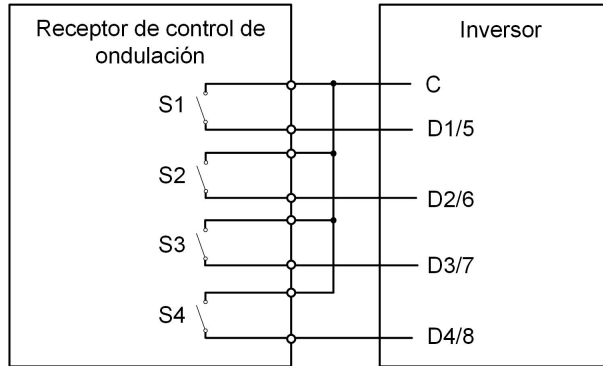 Receptor de control de
ondulación
Inversor
C
S1
D1/5
S2
D2/6
S3
D3/7
S4
D4/8